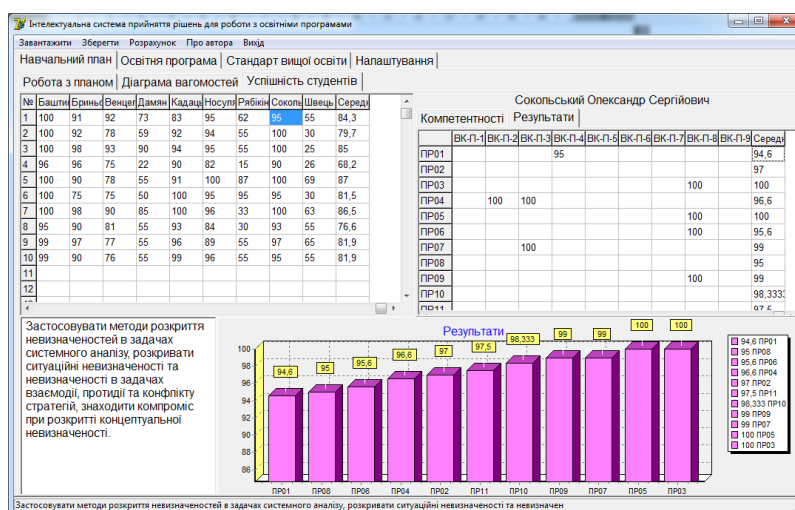 Інтелектуальна система прийняття рішень для роботи з освітніми програмами
Завантажити Зберегти Розрахунок Про автора Вихід
Навчальний план Освітня програма Стандарт вищої освіти Налаштування
Робота з планом Діаграма вагомостей Успішність студентів
№ Башти Бринь Венцег Дамян Кадаць Носуля Рябікін Соколь Швець Середн
1 100 91 92 73 83 95 62 95 55 84,3
2 100 92 78 59 92 94 55 100 30 79,7
3 100 98 93 90 94 95 55 100 25 85
4 96 96 75 22 90 82 15 90 26 68,2
5 100 90 78 55 91 100 87 100 69 87
6 100 75 75 50 100 95 95 95 30 81,5
7 100 98 90 85 100 96 33 100 63 86,5
8 95 90 81 55 93 84 30 93 55 76,6
9 99 97 77 55 96 89 55 97 65 81,9
10 99 90 76 55 99 96 55 95 55 81,9
11
12
Сокольський Олександр Сергійович
Компетентності Результати
ВК-П-1 ВК-П-2 ВК-П-3 ВК-П-4 ВК-П-5 ВК-П-6 ВК-П-7 ВК-П-8 ВК-П-9 Середн
ПР01 95 94,6
ПР02 97
ПР03 100 100
ПР04 100 100 96,6
ПР05 100 100
ПР06 100 95,6
ПР07 100 99
ПР08 95
ПР09 100 99
ПР10 98,333
ПР11 97,5
Застосовувати методи розкриття
невизначеностей в задачах
системного аналізу, розкривати
ситуаційні невизначеності та
невизначеності в задачах
взаємодії, протидії та конфлікту
стратегій, знаходити компроміс
при розкритті концептуальної
невизначеності.
Результати
100
98
96
94
92
90
88
86
94,6 95 95,6 96,6 97 97,5 98,333 99 99 100 100
ПР01 ПР08 ПР06 ПР04 ПР02 ПР11 ПР10 ПР09 ПР07 ПР05 ПР03
94,6 ПР01
95 ПР08
95,6 ПР06
96,6 ПР04
97 ПР02
97,5 ПР11
98,333 ПР10
99 ПР09
99 ПР07
100 ПР05
100 ПР03
Застосовувати методи розкриття невизначеностей в задачах системного аналізу, розкривати ситуаційні невизначеності та невизначен